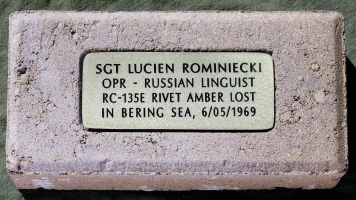 SGT LUCIEN ROMINIECKI
OPR - RUSSIAN LINGUIST
RC-135E RIVET AMBER LOST
IN BERING SEA, 6/05/1969